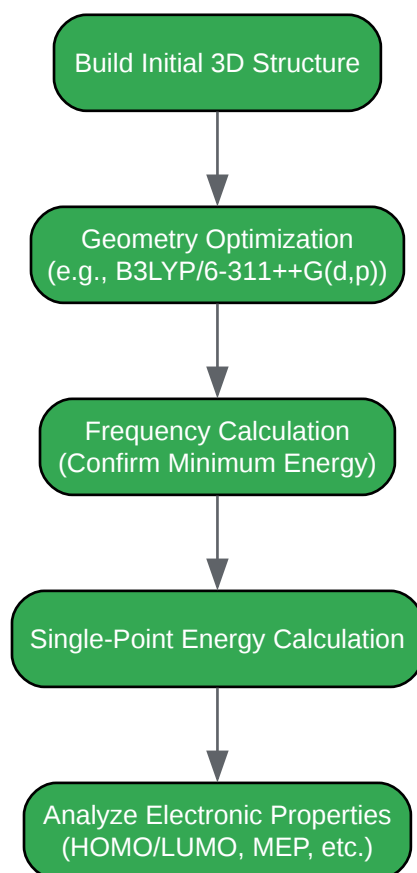 Build Initial 3D Structure
Geometry Optimization
(e.g., B3LYP/6-311++G(d,p))
Frequency Calculation
(Confirm Minimum Energy)
Single-Point Energy Calculation
Analyze Electronic Properties
(HOMO/LUMO, MEP, etc.)